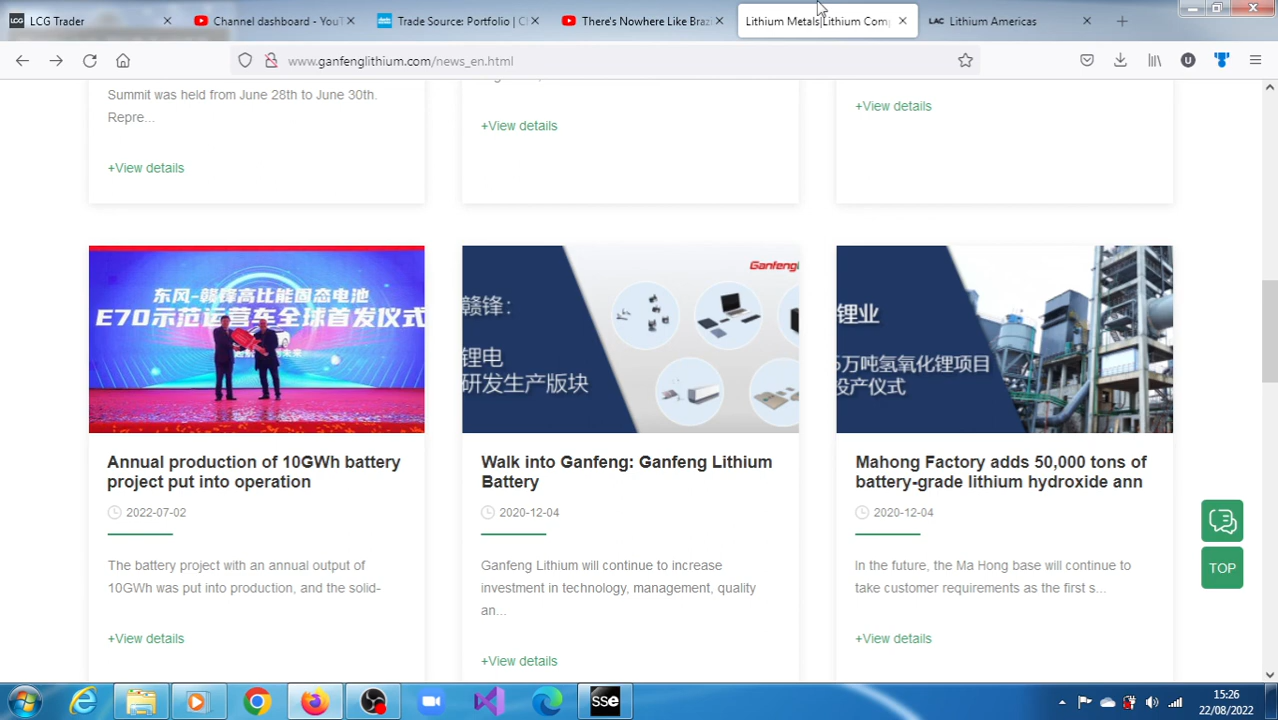 LCG Trader
Channel dashboard - YouT
Trade Source: Portfolio | C
There's Nowhere Like Brazi
Lithium Metals,Lithium Com
LAC Lithium Americas
www.ganfenglithium.com/news_en.html
Summit was held from June 28th to June 30th.
Repre...
+View details
+View details
+View details
东风-赣锋高比能固态电池
E70示范运营车全球首发仪式
Annual production of 10GWh battery
project put into operation
2022-07-02
The battery project with an annual output of
10GWh was put into production, and the solid-
+View details
Ganfengl
赣锋:
锂电
研发生产版块
Walk into Ganfeng: Ganfeng Lithium
Battery
2020-12-04
Ganfeng Lithium will continue to increase
investment in technology, management, quality
an...
+View details
锂业
5万吨氢氧化锂项目
投产仪式
Mahong Factory adds 50,000 tons of
battery-grade lithium hydroxide ann
2020-12-04
In the future, the Ma Hong base will continue to
take customer requirements as the first s...
+View details
TOP
sse
15:26
22/08/2022